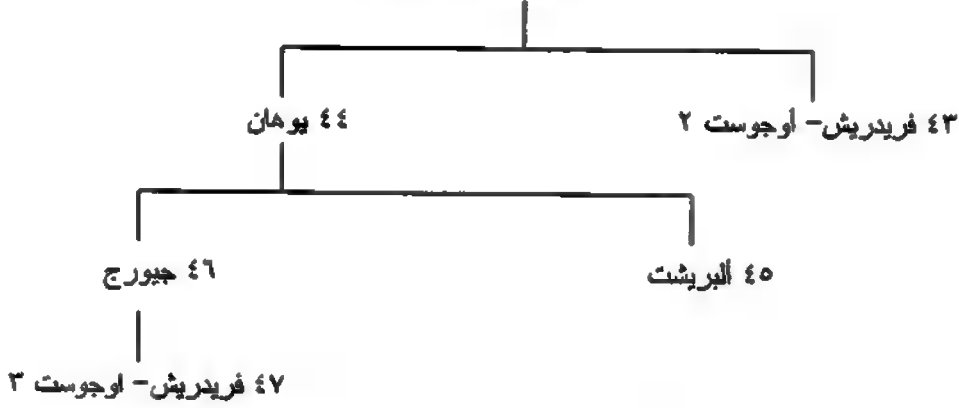 ٤٣ فريدريش- أوجوست ٢
٤٤ يوهان
٤٥ ألبريشت
٤٦ جيورج
٤٧ فريدريش- اوجوست ٣